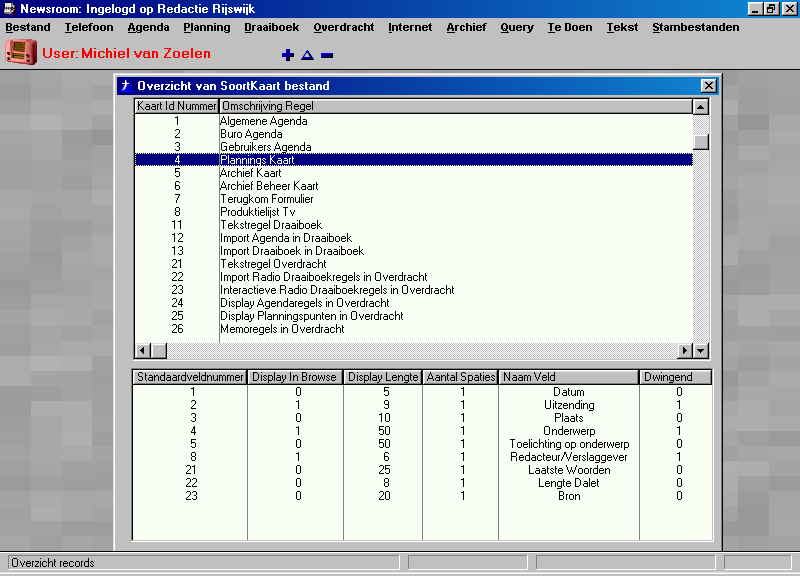 Newsroom: Ingelogd op Redactie Rijswijk
Bestand Telefoon Agenda Planning Draaiboek Overdracht Internet Archief Query Te Doen Tekst Stambestanden
User: Michiel van Zoelen
Overzicht van SoortKaart bestand
Kaart Id Nummer Omschrijving Regel
1 Algemene Agenda
2 Buro Agenda
3 Gebruikers Agenda
4 Plannings Kaart
5 Archief Kaart
6 Archief Beheer Kaart
7 Terugkom Formulier
8 Produktielijst Tv
11 Tekstregel Draaiboek
12 Import Agenda in Draaiboek
13 Import Draaiboek in Draaiboek
21 Tekstregel Overdracht
22 Import Radio Draaiboekregels in Overdracht
23 Interactieve Radio Draaiboekregels in Overdracht
24 Display Agendaregels in Overdracht
25 Display Planningspunten in Overdracht
26 Memoregels in Overdracht
Standaardveldnummer Display In Browse Display Lengte Aantal Spaties Naam Veld Dwingend
1 0 5 1 Datum 0
2 1 9 1 Uitzending 1
3 0 10 1 Plaats 0
4 1 50 1 Onderwerp 1
5 0 50 1 Toelichting op onderwerp 0
8 1 6 1 Redacteur/Verslaggever 1
21 0 25 1 Laatste Woorden 0
22 0 8 1 Lengte Dalet 0
23 0 20 1 Bron 0
Overzicht records